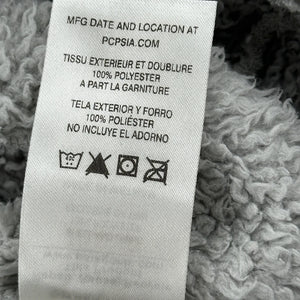 MFG DATE AND LOCATION AT
PCPSIA.COM
TISSU EXTERIEUR ET DOUBLURE
100% POLYESTER
A PART LA GARNITURE
TELA EXTERIOR Y FORRO
100% POLIÉSTER
NO INCLUYE EL ADORNO